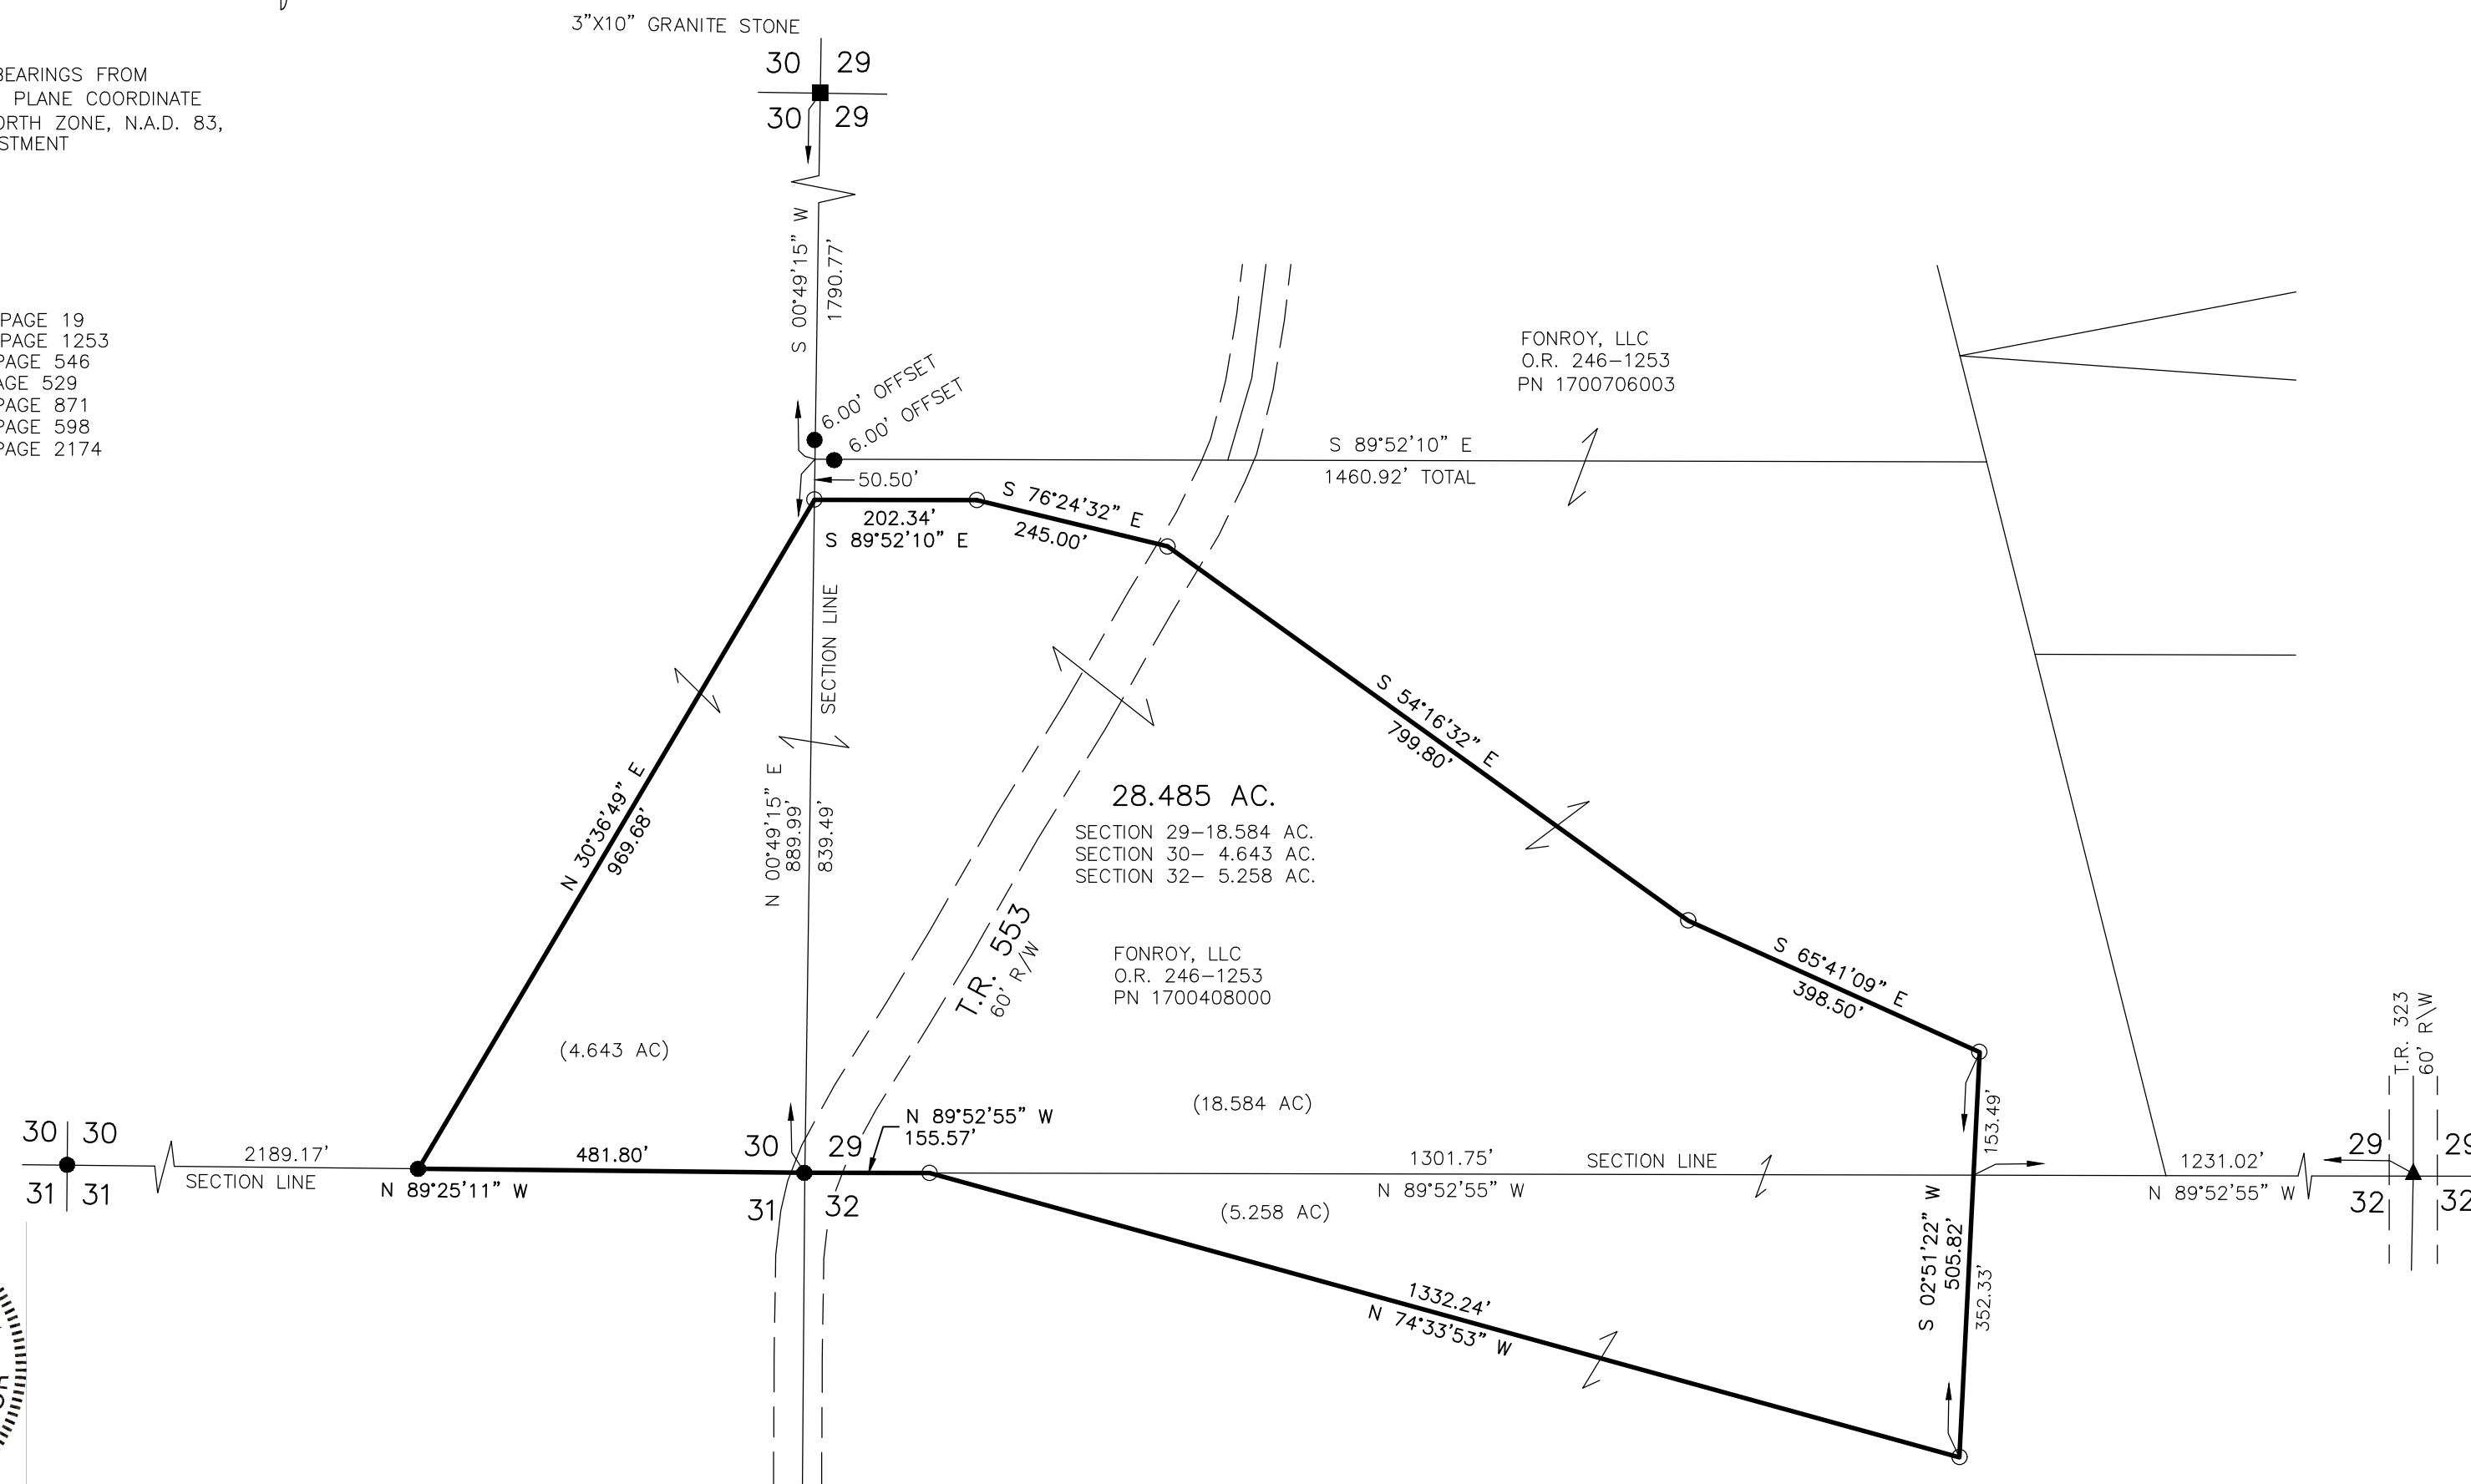 3"X10" GRANITE STONE
30 29
30 29
BEARINGS FROM
PLANE COORDINATE
ORTH ZONE, N.A.D. 83,
STMENT
S 00°49'15" W
1790.77'
PAGE 19
PAGE 1253
PAGE 546
AGE 529
PAGE 871
PAGE 598
PAGE 2174
6.00' OFFSET
6.00' OFFSET
FONROY, LLC
O.R. 246-1253
PN 1700706003
S 89°52'10" E
1460.92' TOTAL
50.50'
202.34'
S 89°52'10" E
S 76°24'32" E
245.00'
SECTION LINE
N 00°49'15" E
889.99'
839.49'
N 30°36'49" E
969.68'
S 54°16'32" E
799.80'
28.485 AC.
SECTION 29-18.584 AC.
SECTION 30- 4.643 AC.
SECTION 32- 5.258 AC.
T.R. 553
60' R/W
FONROY, LLC
O.R. 246-1253
PN 1700408000
S 65°41'09" E
398.50'
T.R. 323
60' R\W
(4.643 AC)
(18.584 AC)
153.49'
N 89°52'55" W
155.57'
30 30
31 31
2189.17'
SECTION LINE
481.80'
N 89°25'11" W
30 29
31 32
1301.75'
SECTION LINE
N 89°52'55" W
(5.258 AC)
1231.02'
N 89°52'55" W
29 29
32 32
S 02°51'22" W
505.82'
352.33'
1332.24'
N 74°33'53" W